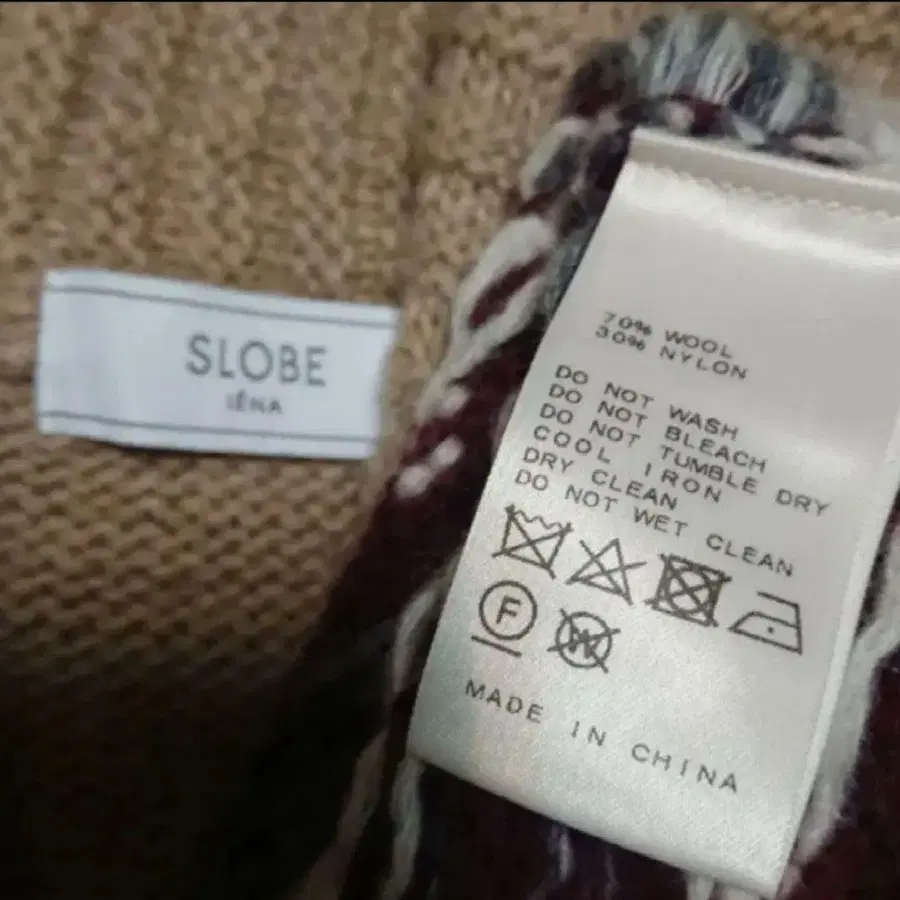 SLOBE
IÉNA
70% WOOL
30% NYLON
DO NOT WASH
DO NOT BLEACH
DO NOT TUMBLE DRY
COOL IRON
DRY CLEAN
DO NOT WET CLEAN
F
W
MADE IN CHINA